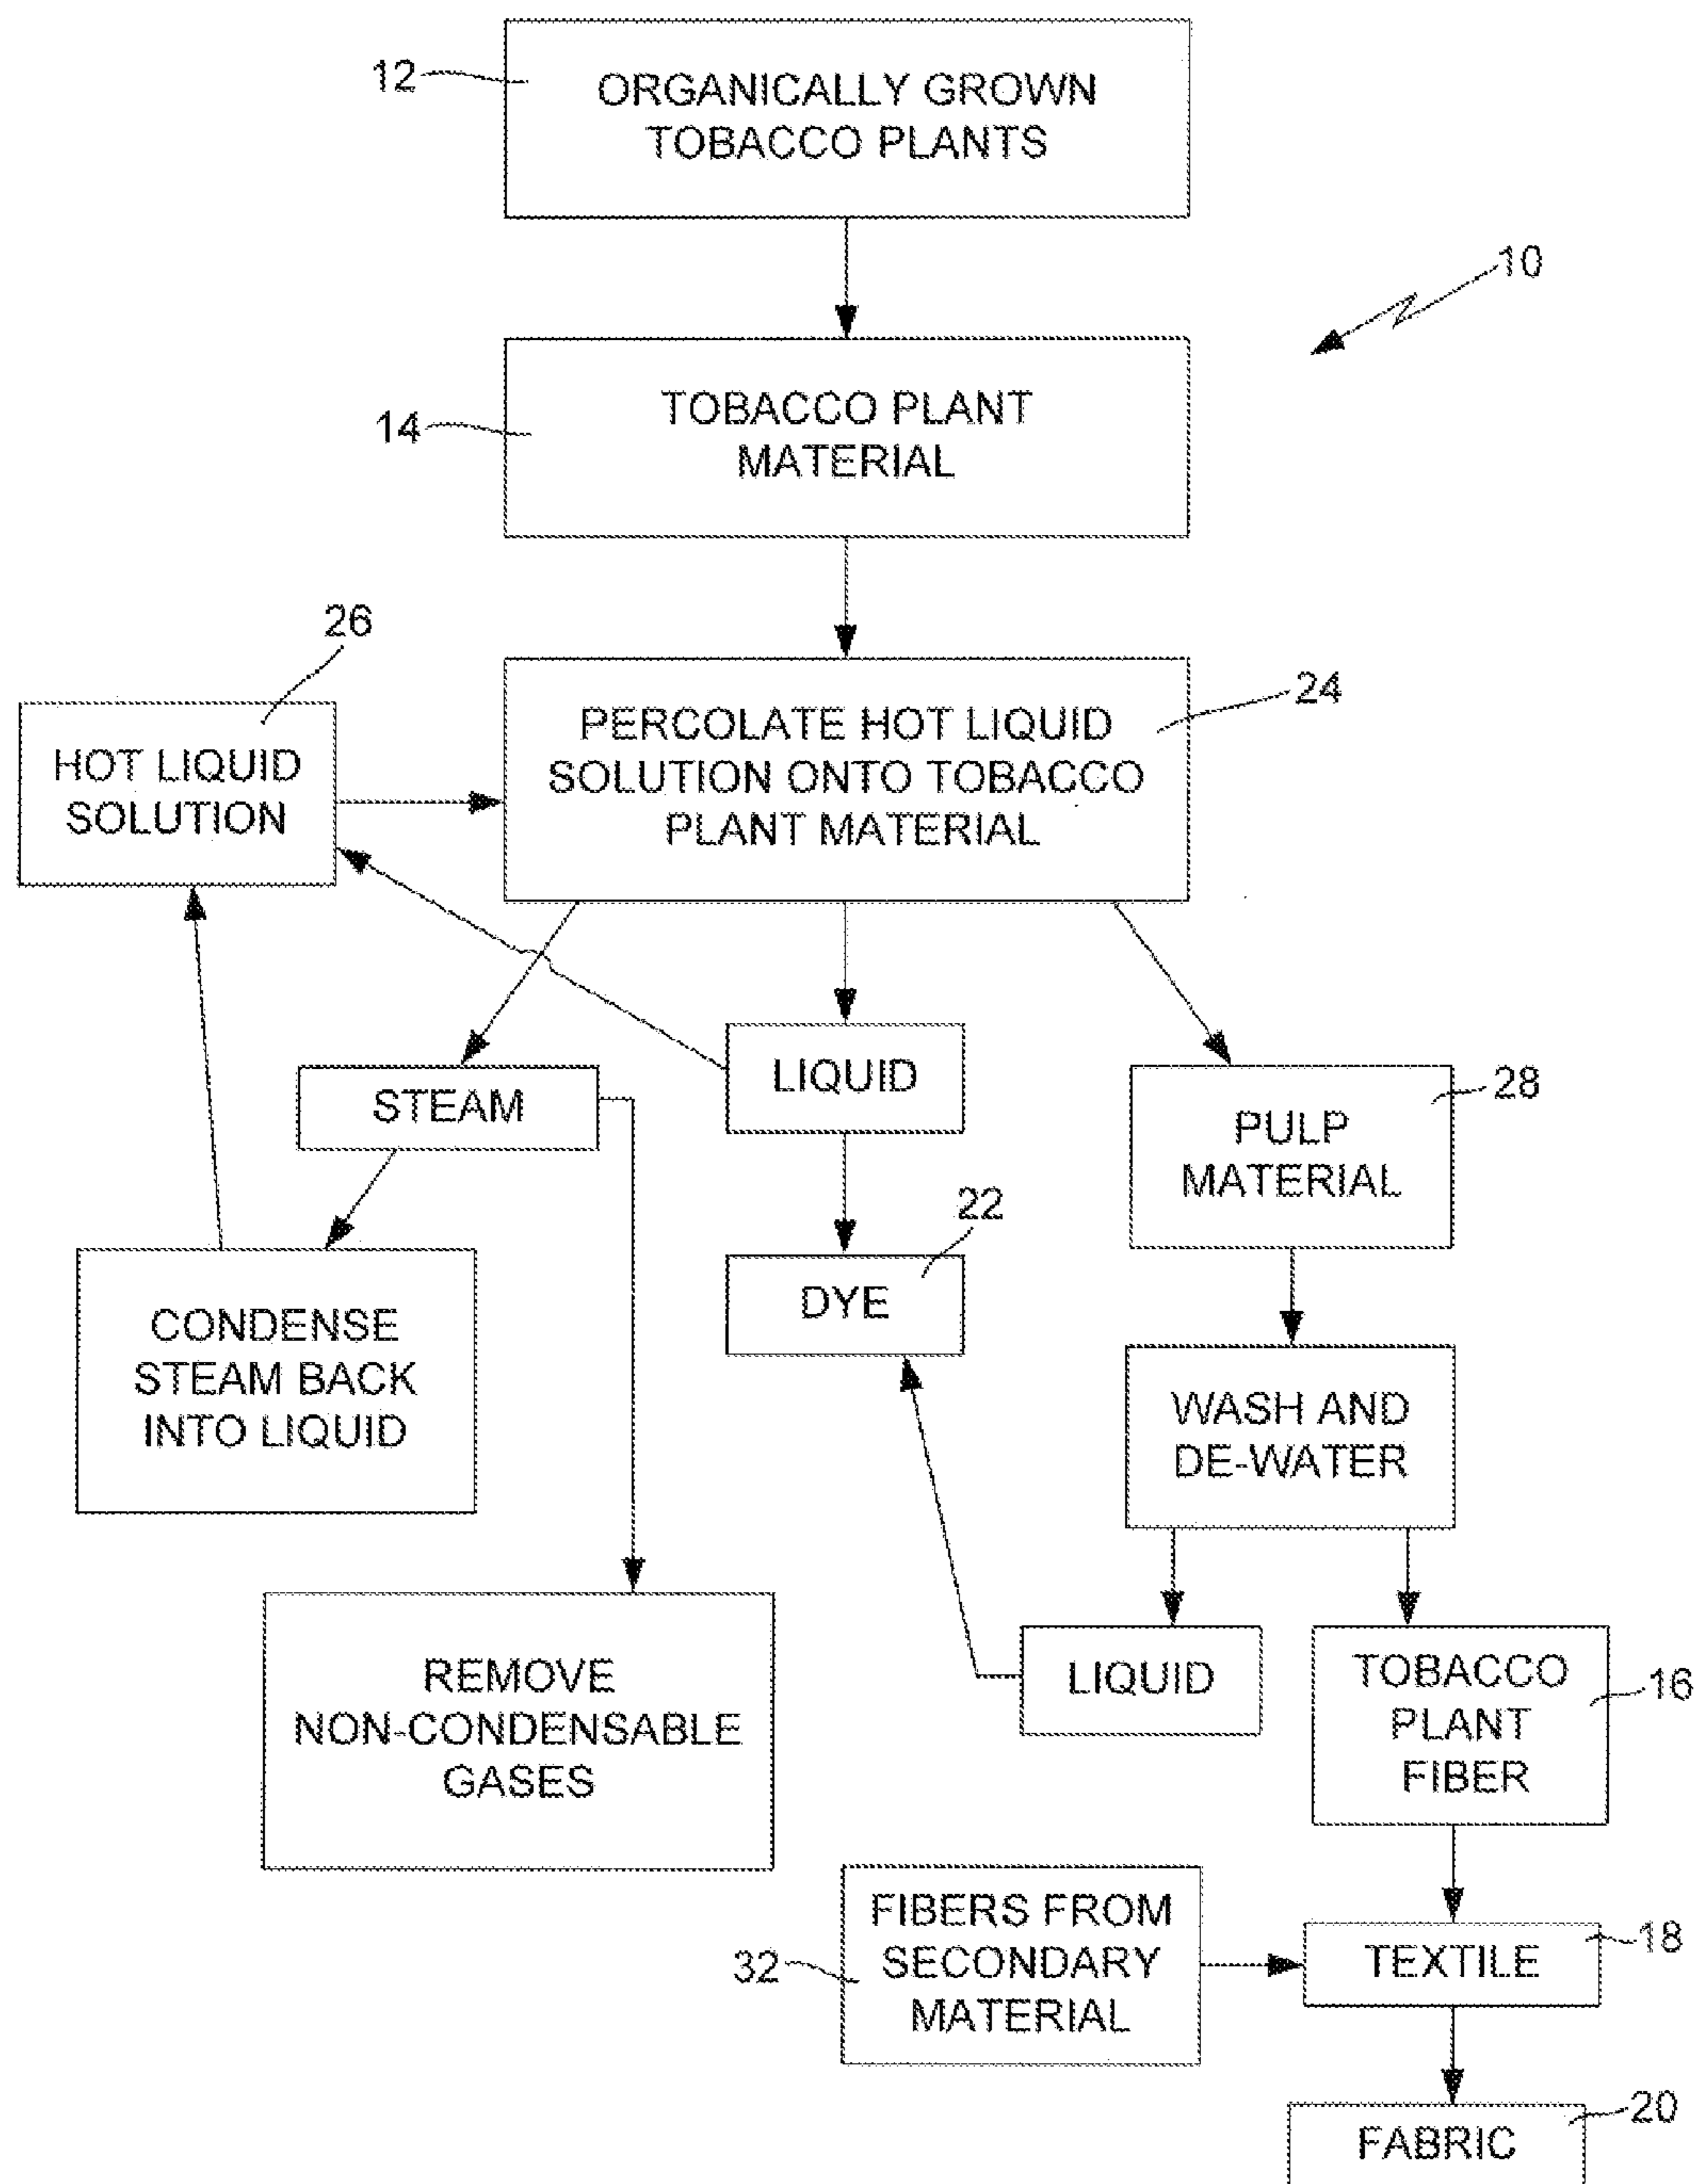 12
ORGANICALLY GROWN
TOBACCO PLANTS
10
14
TOBACCO PLANT
MATERIAL
26
HOT LIQUID
SOLUTION
24
PERCOLATE HOT LIQUID
SOLUTION ONTO TOBACCO
PLANT MATERIAL
STEAM
LIQUID
28
PULP
MATERIAL
CONDENSE
STEAM BACK
INTO LIQUID
22
DYE
WASH AND
DE-WATER
REMOVE
NON-CONDENSABLE
GASES
LIQUID
TOBACCO
PLANT
FIBER
16
32
FIBERS FROM
SECONDARY
MATERIAL
TEXTILE
18
FABRIC
20